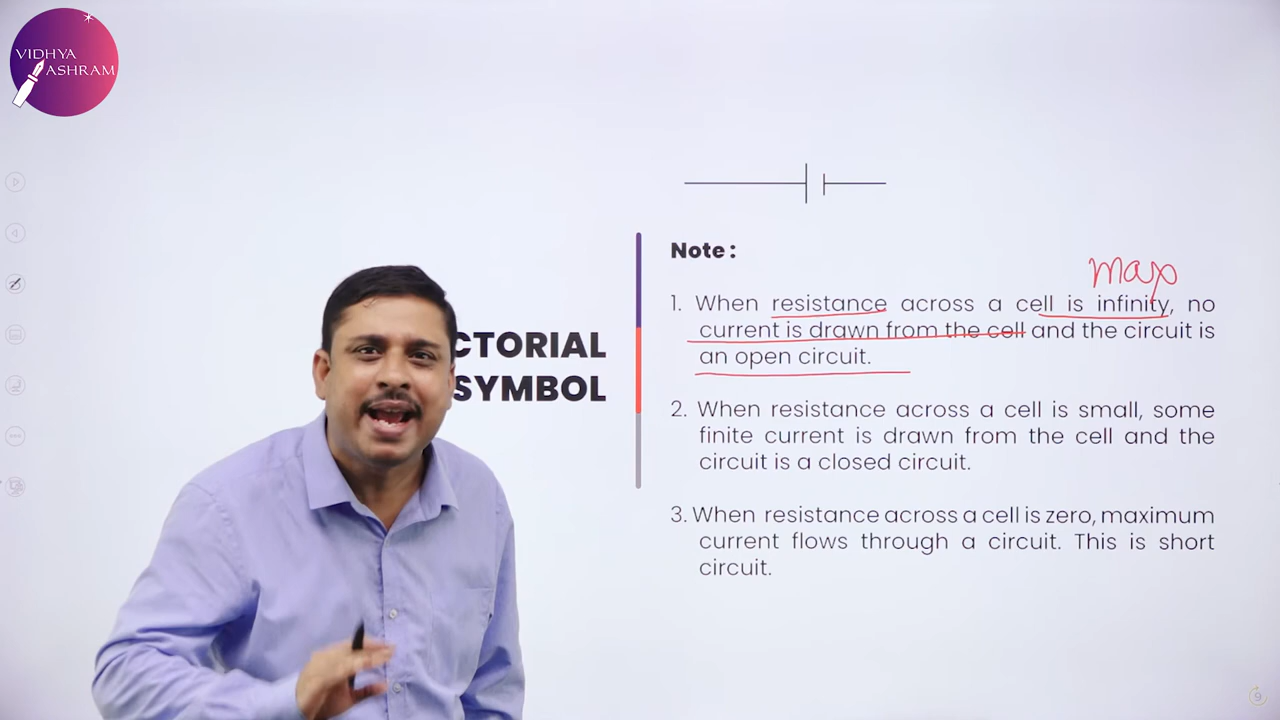 VIDHYA
ASHRAM
Note :
max
1. When resistance across a cell is infinity, no
current is drawn from the cell and the circuit is
an open circuit.
CTORIAL
SYMBOL
2. When resistance across a cell is small, some
finite current is drawn from the cell and the
circuit is a closed circuit.
3. When resistance across a cell is zero, maximum
current flows through a circuit. This is short
circuit.
9